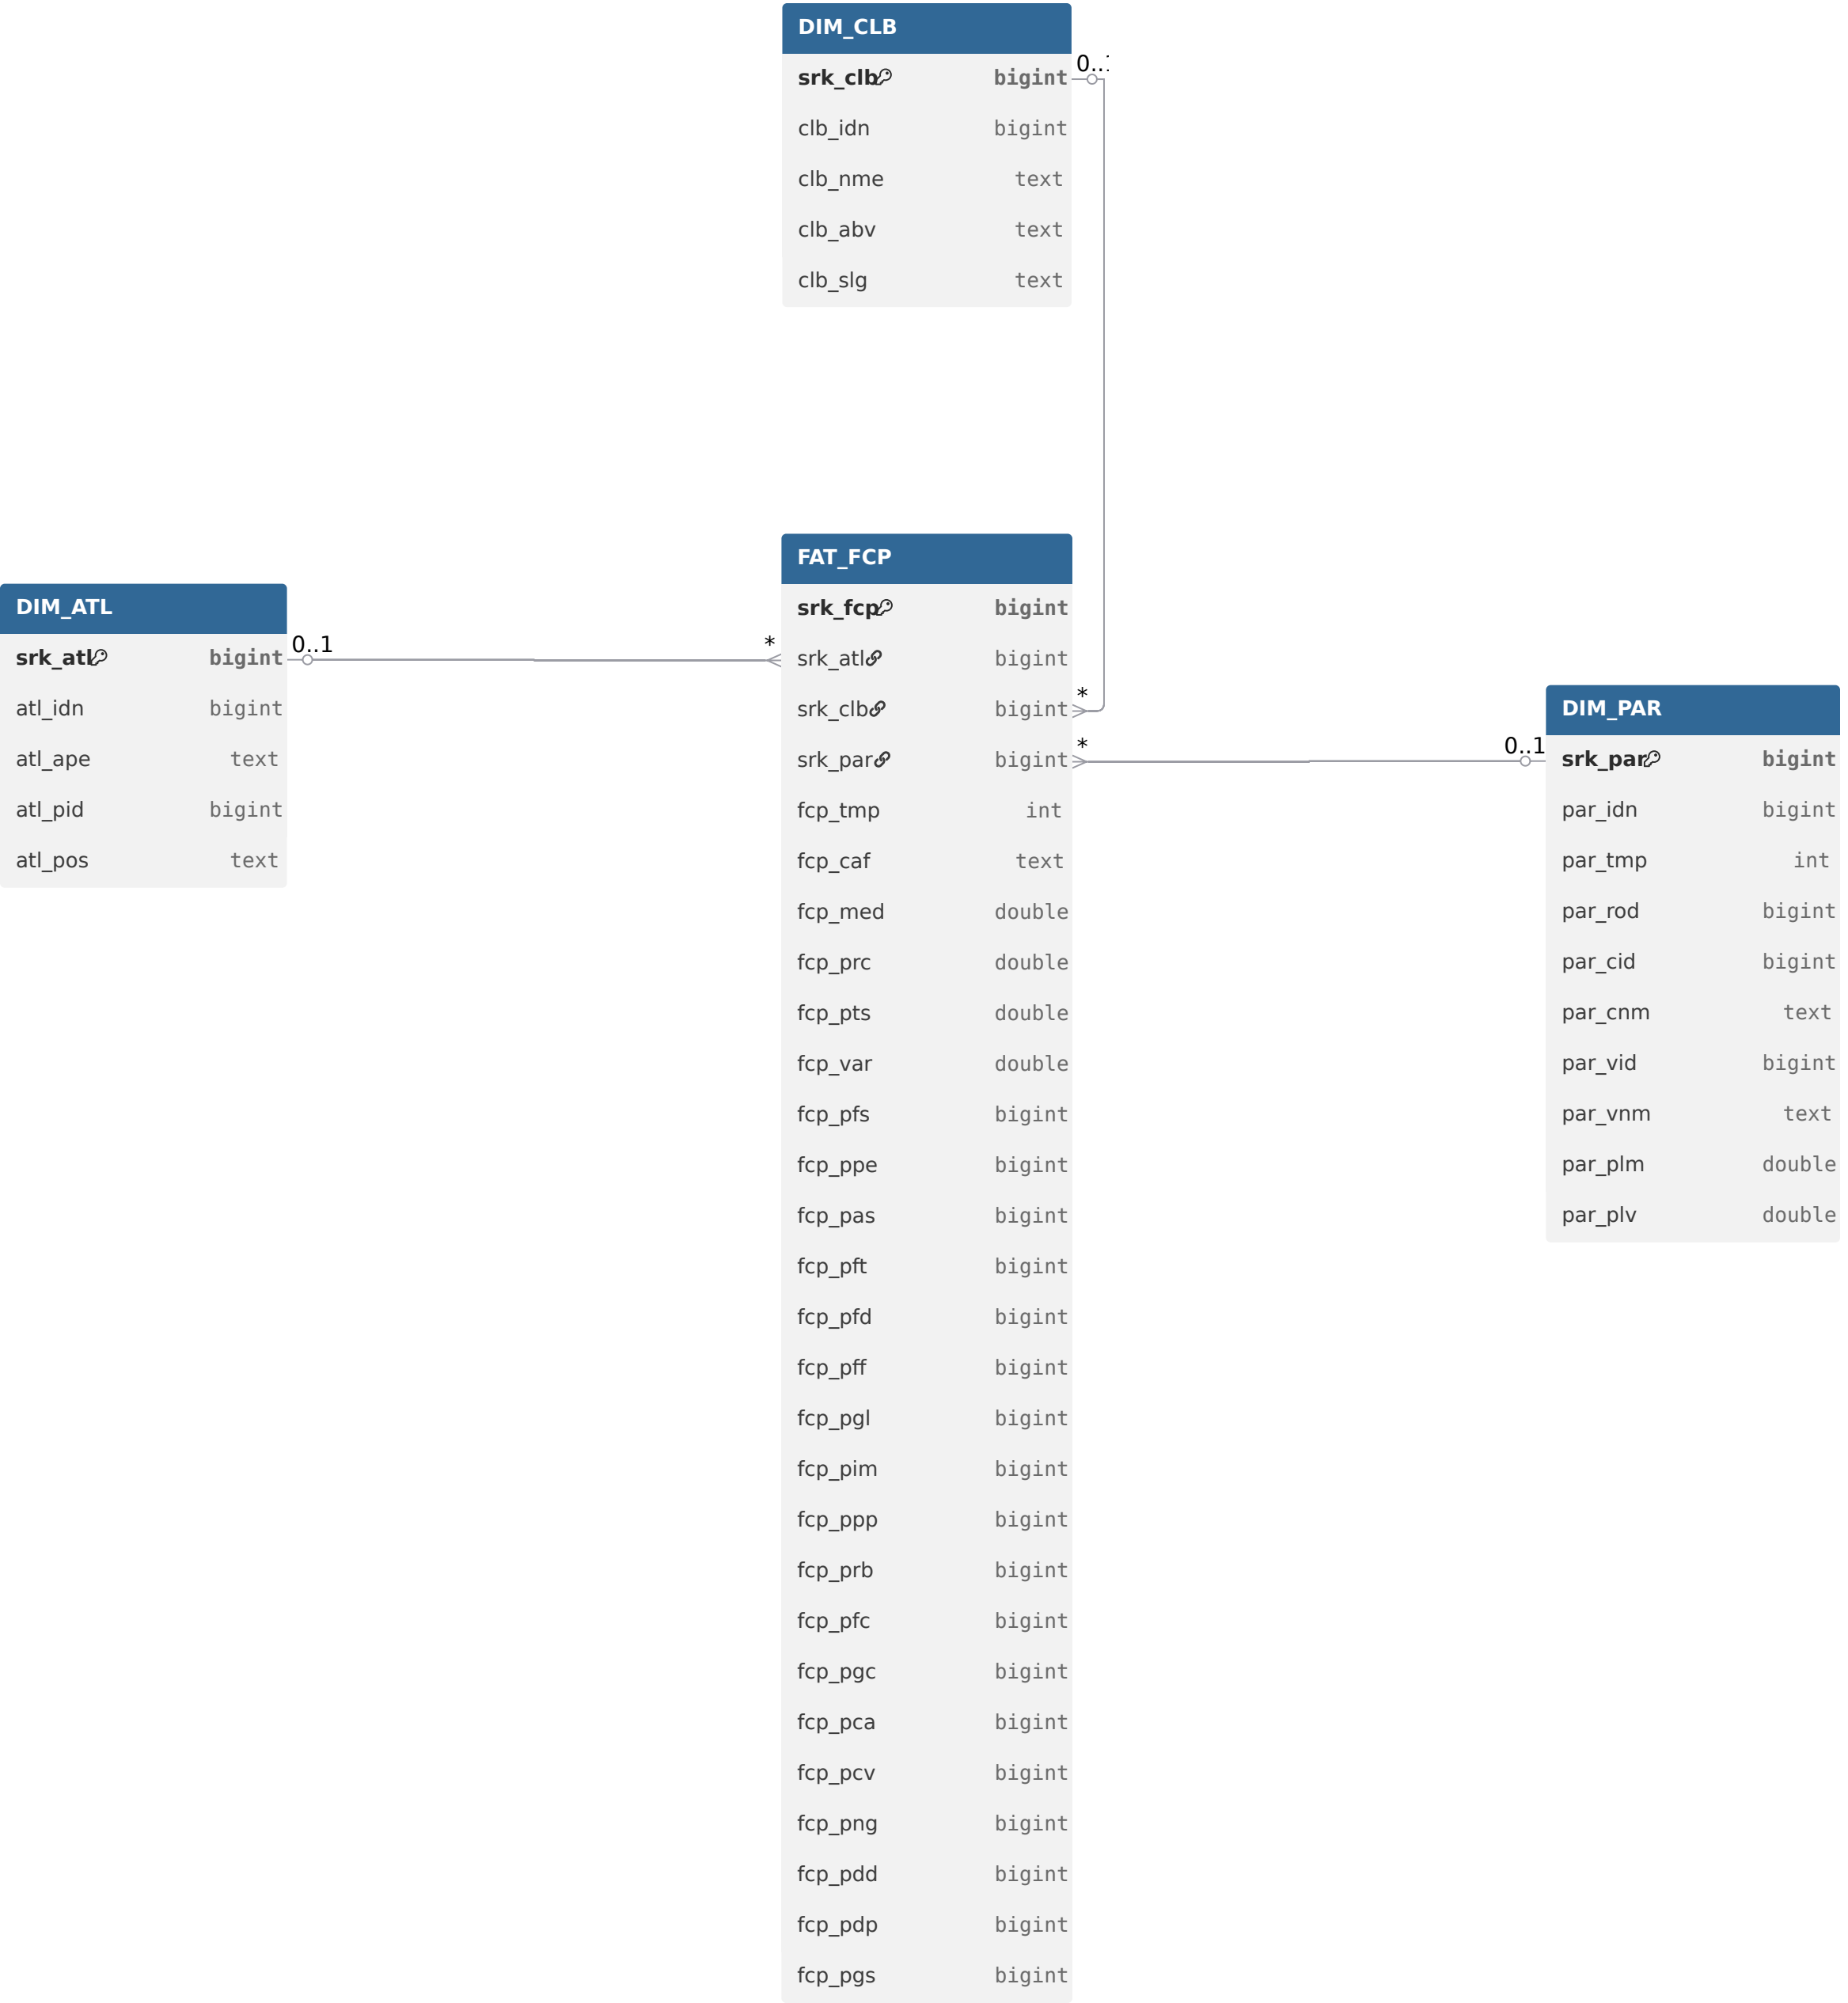 DIM_CLB
srk_clb bigint
clb_idn bigint
clb_nme text
clb_abv text
clb_slg text
0..1
FAT_FCP
srk_fcp bigint
srk_atl bigint
srk_clb bigint
srk_par bigint
fcp_tmp int
fcp_caf text
fcp_med double
fcp_prc double
fcp_pts double
fcp_var double
fcp_pfs bigint
fcp_ppe bigint
fcp_pas bigint
fcp_pft bigint
fcp_pfd bigint
fcp_pff bigint
fcp_pgl bigint
fcp_pim bigint
fcp_ppp bigint
fcp_prb bigint
fcp_pfc bigint
fcp_pgc bigint
fcp_pca bigint
fcp_pcv bigint
fcp_png bigint
fcp_pdd bigint
fcp_pdp bigint
fcp_pgs bigint
DIM_ATL
srk_atl bigint
atl_idn bigint
atl_ape text
atl_pid bigint
atl_pos text
0..1
*
*
*
0..1
DIM_PAR
srk_par bigint
par_idn bigint
par_tmp int
par_rod bigint
par_cid bigint
par_cnm text
par_vid bigint
par_vnm text
par_plm double
par_plv double